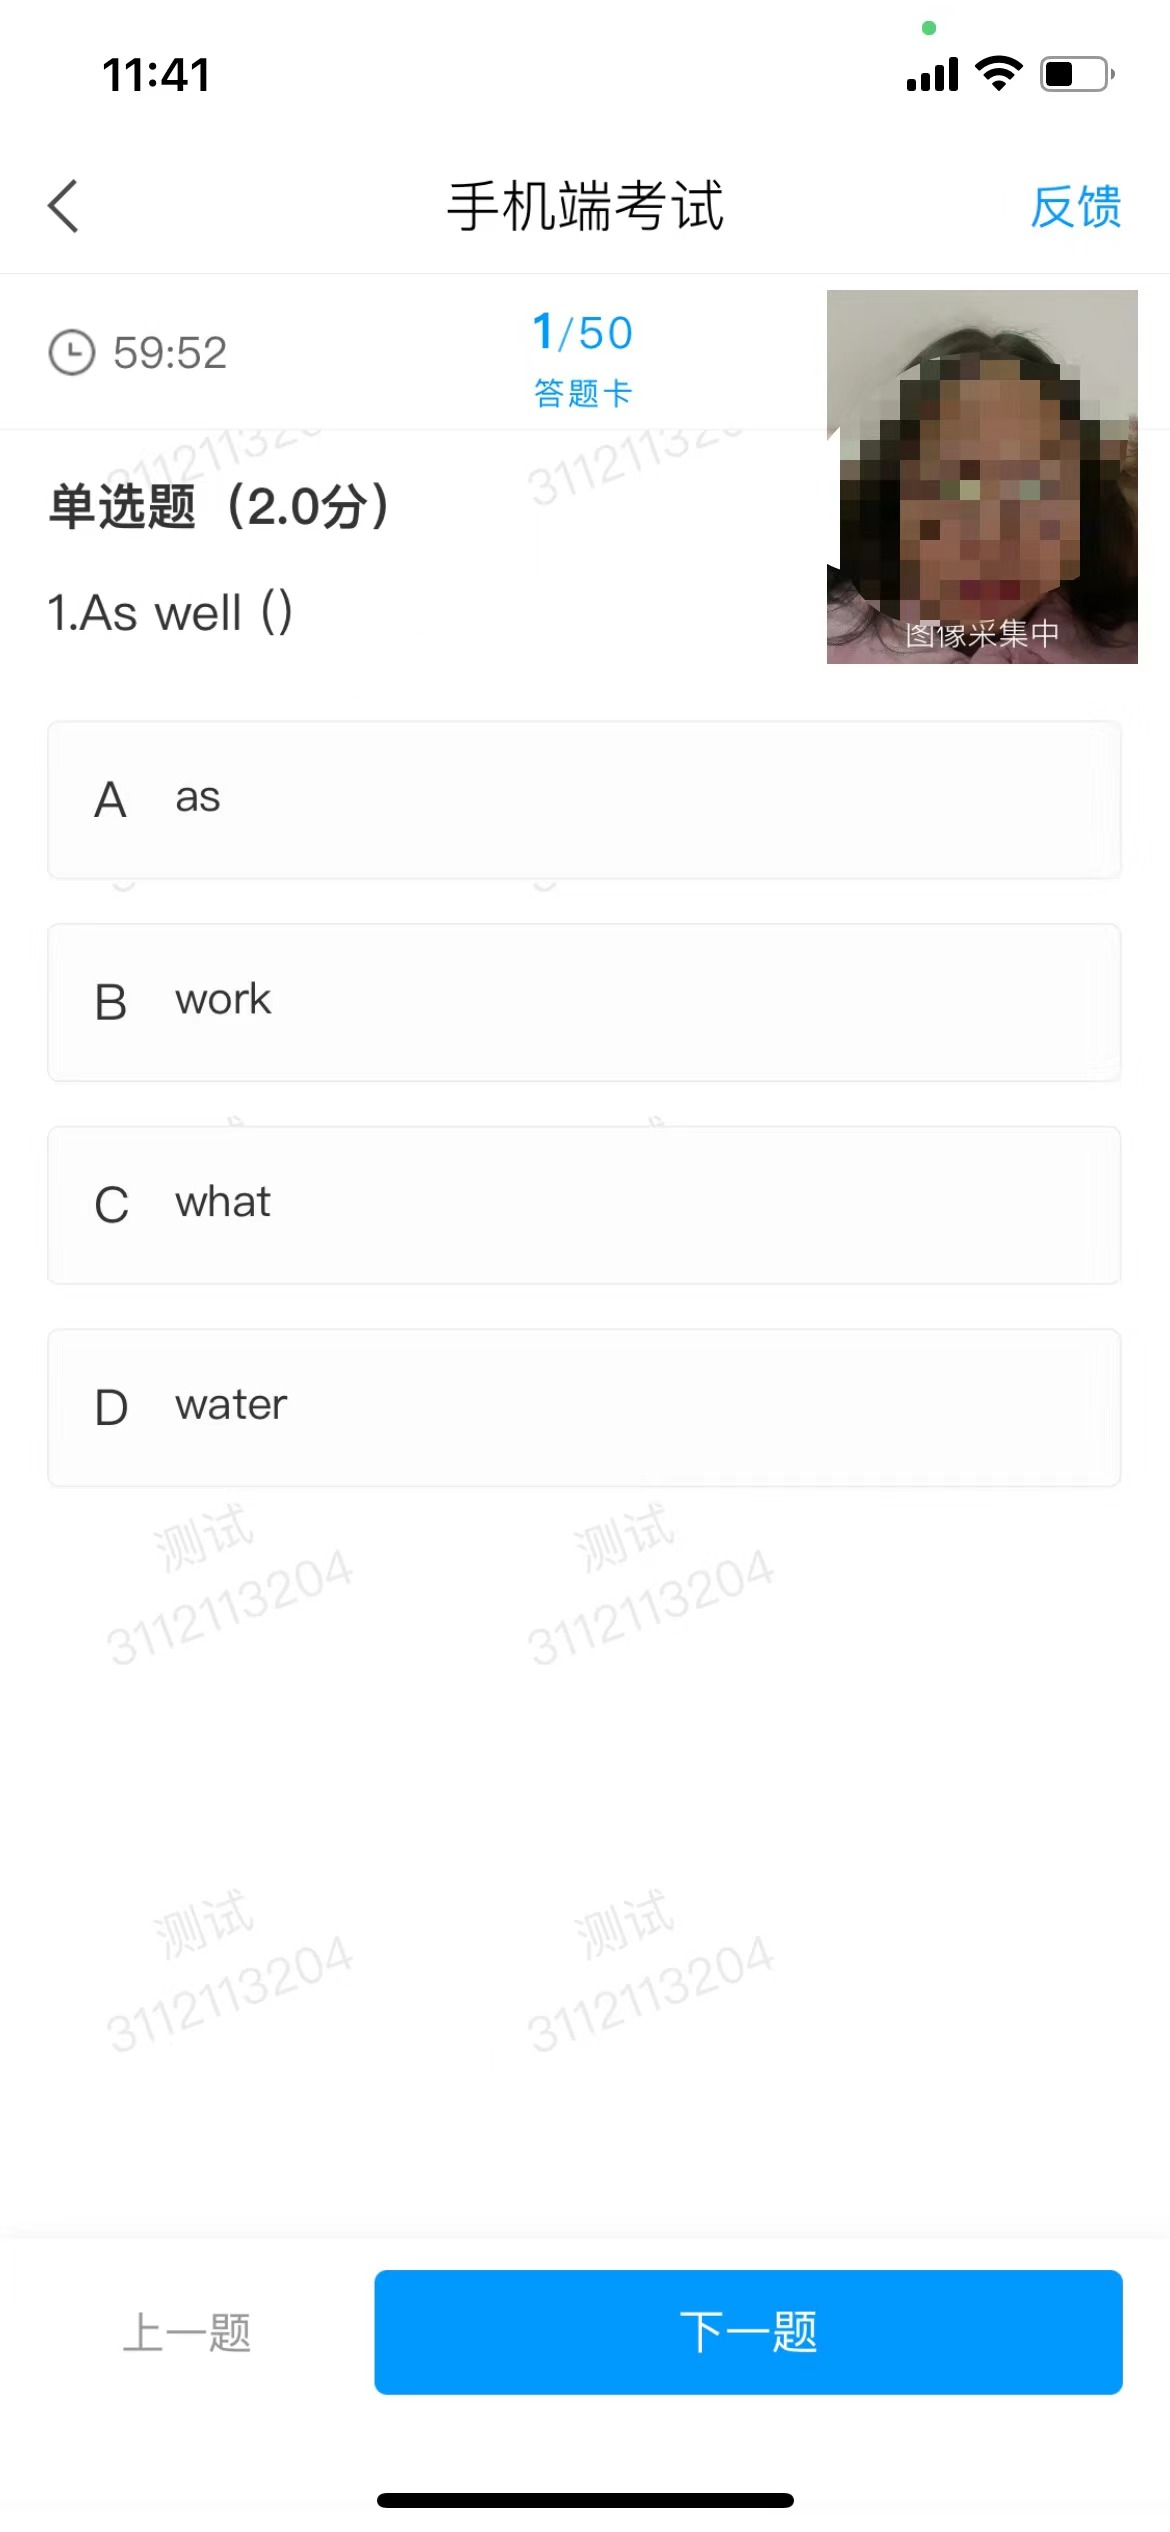 11:41
手机端考试
反馈
59:52
1/50
答题卡
单选题（2.0分）
1.As well ()
图像采集中
A as
B work
C what
D water
测试 测试
3112113204 3112113204
测试 测试
3112113204 3112113204
上一题
下一题